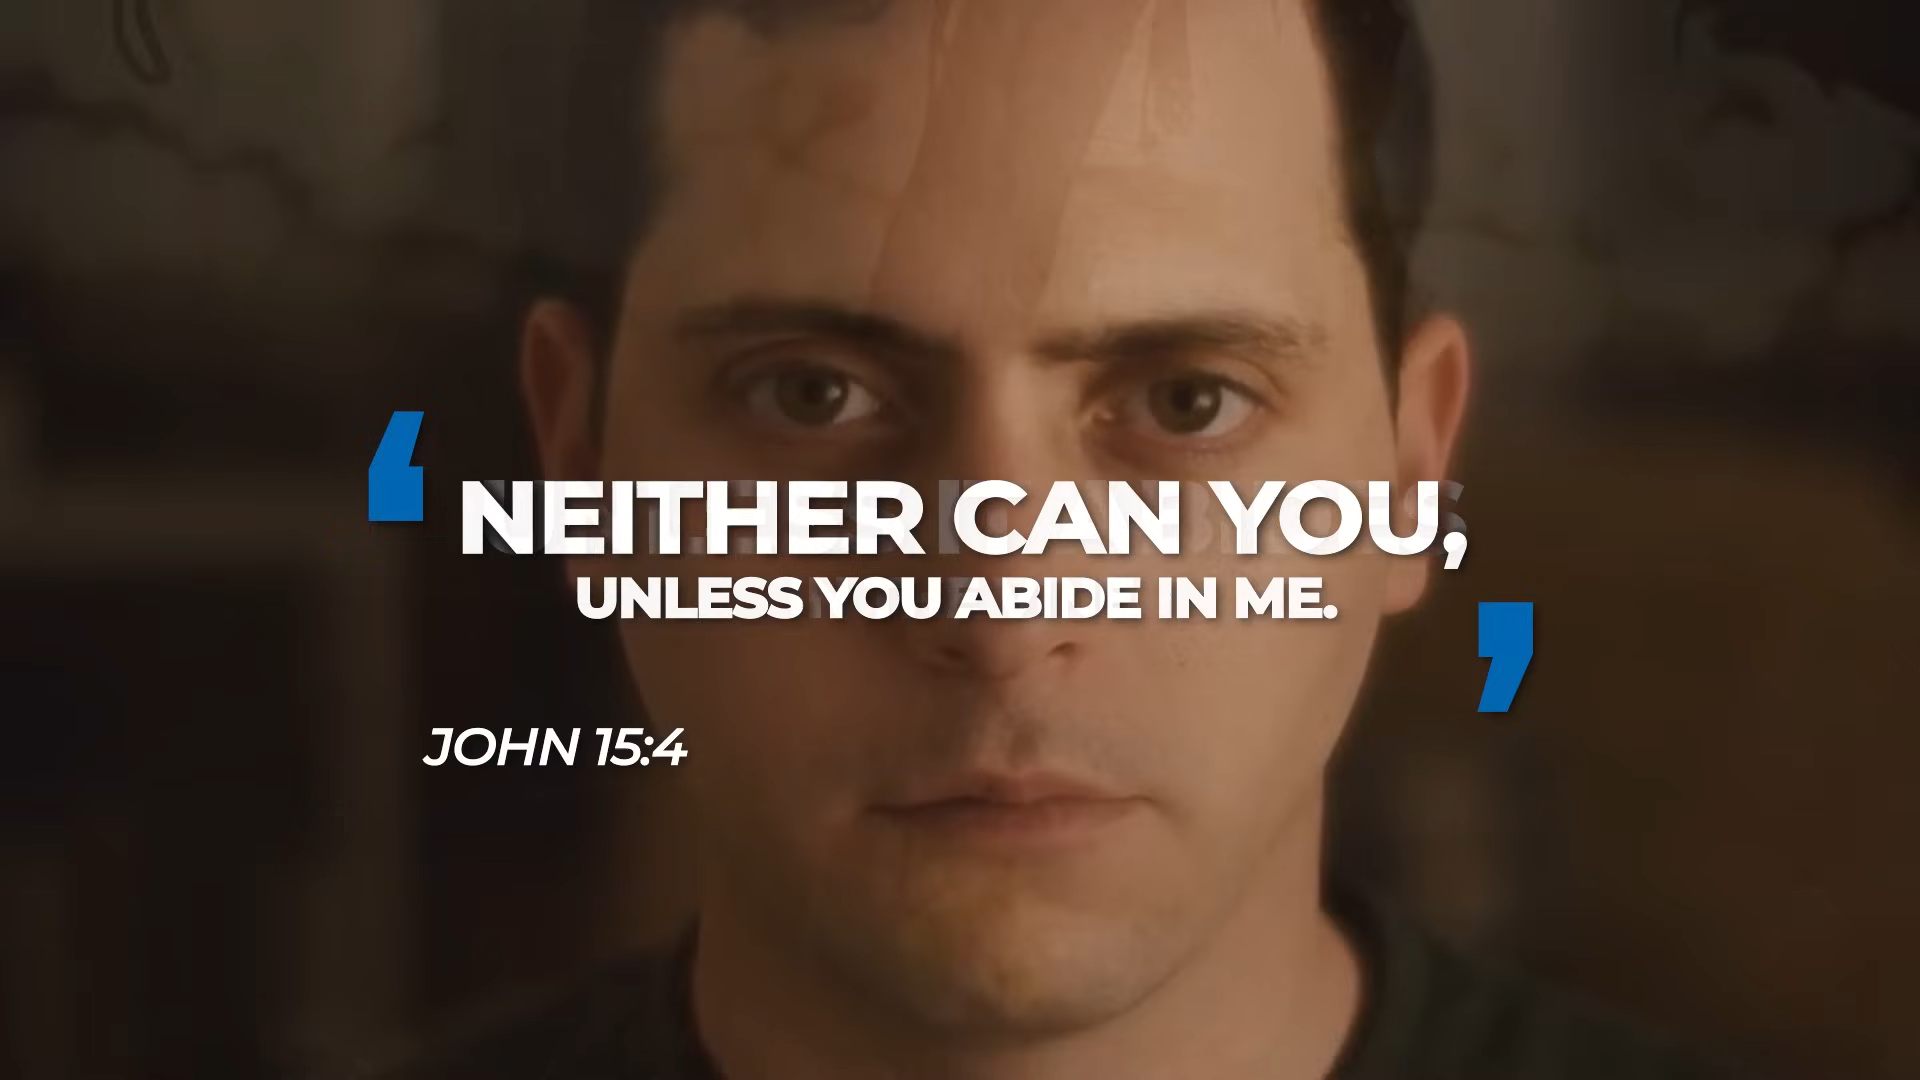 ‘ NEITHER CAN YOU,
UNLESS YOU ABIDE IN ME. ’
JOHN 15:4